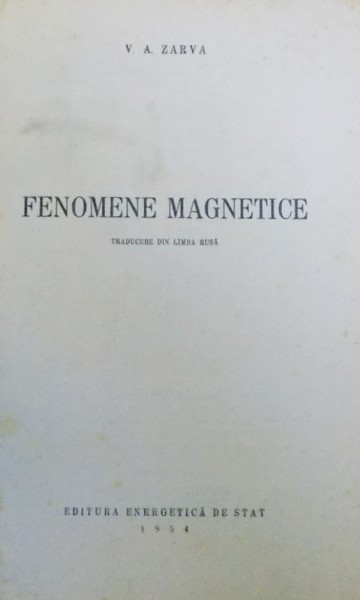 V. A. ZARVA
FENOMENE MAGNETICE
TRADUCERE DIN LIMBA RUSĂ
EDITURA ENERGETICĂ DE STAT
1954